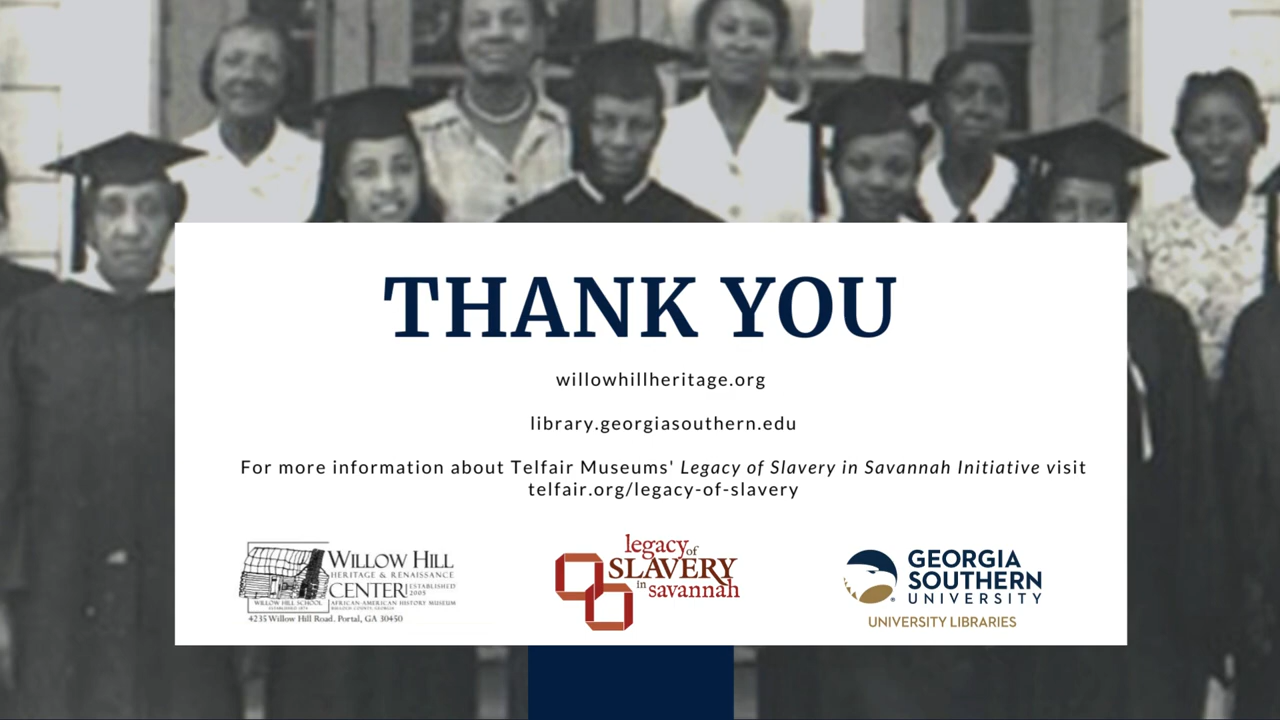 THANK YOU
willowhillheritage.org
library.georgiasouthern.edu
For more information about Telfair Museums' Legacy of Slavery in Savannah Initiative visit
telfair.org/legacy-of-slavery
WILLOW HILL
HERITAGE & RENAISSANCE
CENTER ESTABLISHED
2005
WILLOW HILL SCHOOL
AFRICAN-AMERICAN HISTORY MUSEUM
4235 Willow Hill Road. Portal, GA 30450
legacy of
SLAVERY
in savannah
GEORGIA
SOUTHERN
UNIVERSITY
UNIVERSITY LIBRARIES